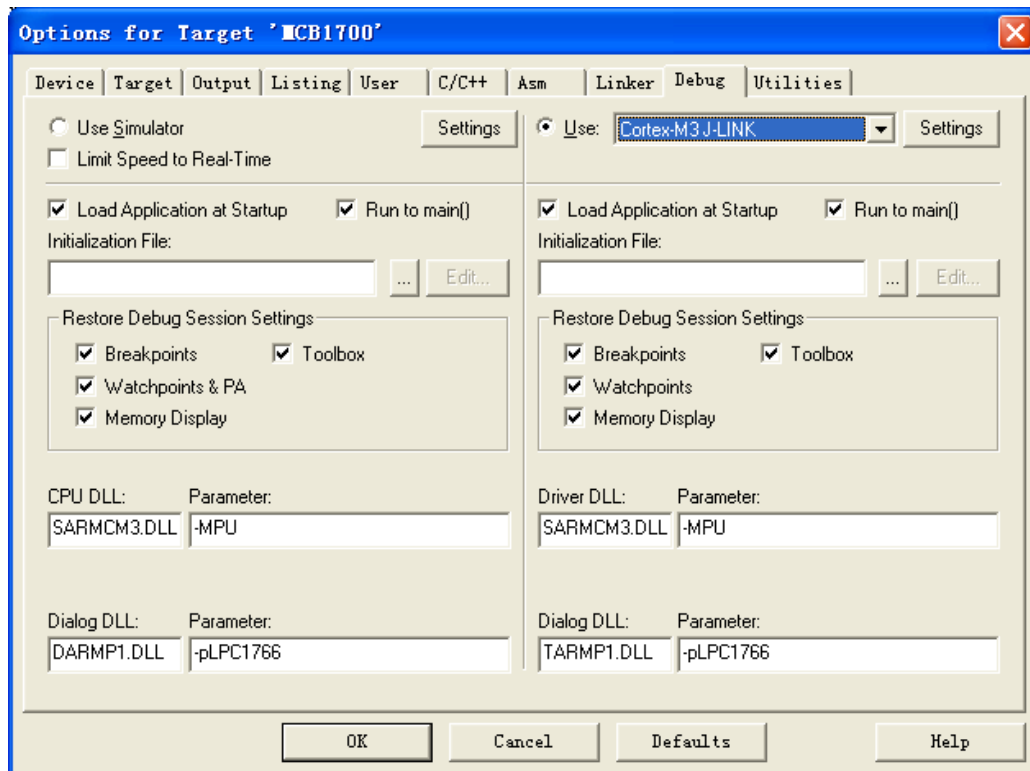 Options for Target 'MCB1700'
Device Target Output Listing User C/C++ Asm Linker Debug Utilities
Use Simulator Settings Use: Cortex-M3 J-LINK Settings
Limit Speed to Real-Time
Load Application at Startup Run to main() Load Application at Startup Run to main()
Initialization File: Initialization File:
... Edit... ... Edit...
Restore Debug Session Settings Restore Debug Session Settings
Breakpoints Toolbox Breakpoints Toolbox
Watchpoints & PA Watchpoints
Memory Display Memory Display
CPU DLL: Parameter: Driver DLL: Parameter:
SARMCM3.DLL -MPU SARMCM3.DLL -MPU
Dialog DLL: Parameter: Dialog DLL: Parameter:
DARMP1.DLL -pLPC1766 TARMP1.DLL -pLPC1766
OK Cancel Defaults Help